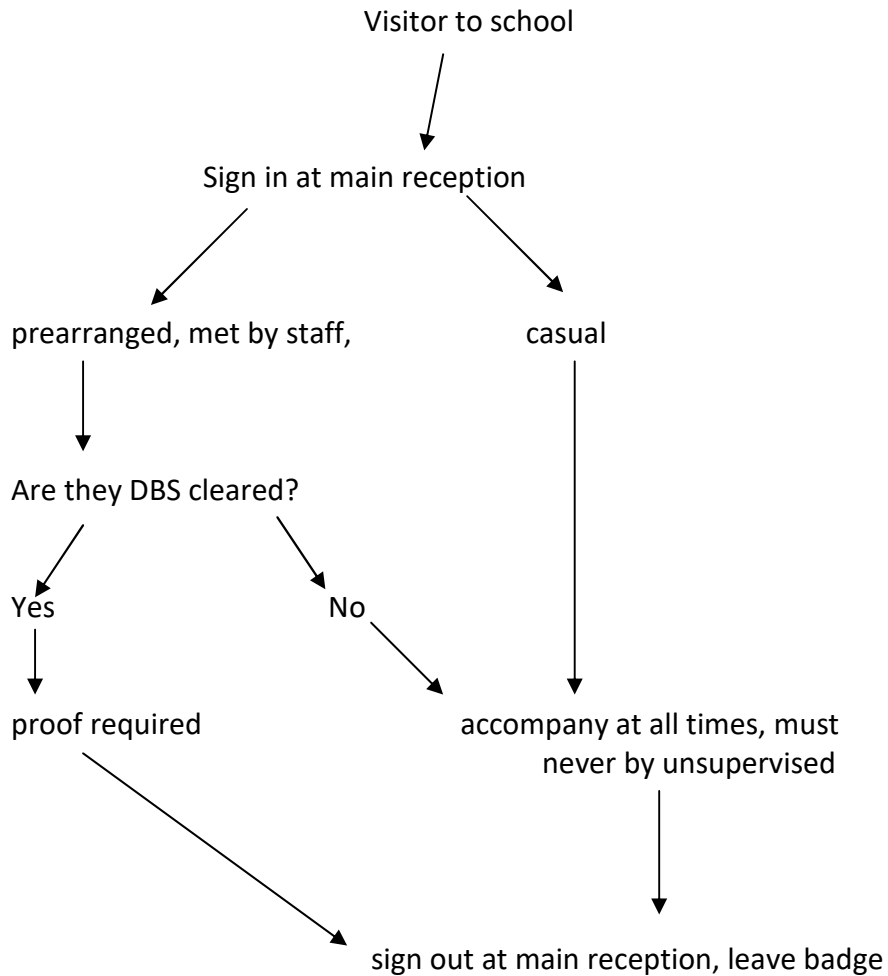 Visitor to school
Sign in at main reception
prearranged, met by staff,
casual
Are they DBS cleared?
Yes
No
proof required
accompany at all times, must
never by unsupervised
sign out at main reception, leave badge